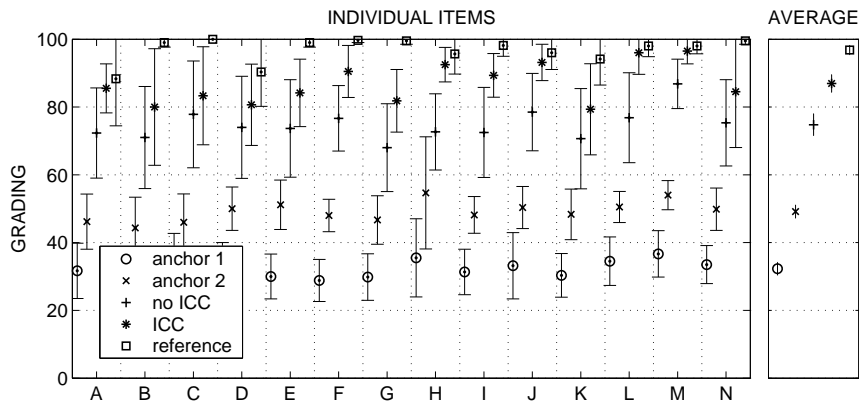 INDIVIDUAL ITEMS AVERAGE
100
80
60
40
20
0
GRADING
anchor 1
anchor 2
no ICC
ICC
reference
A B C D E F G H I J K L M N